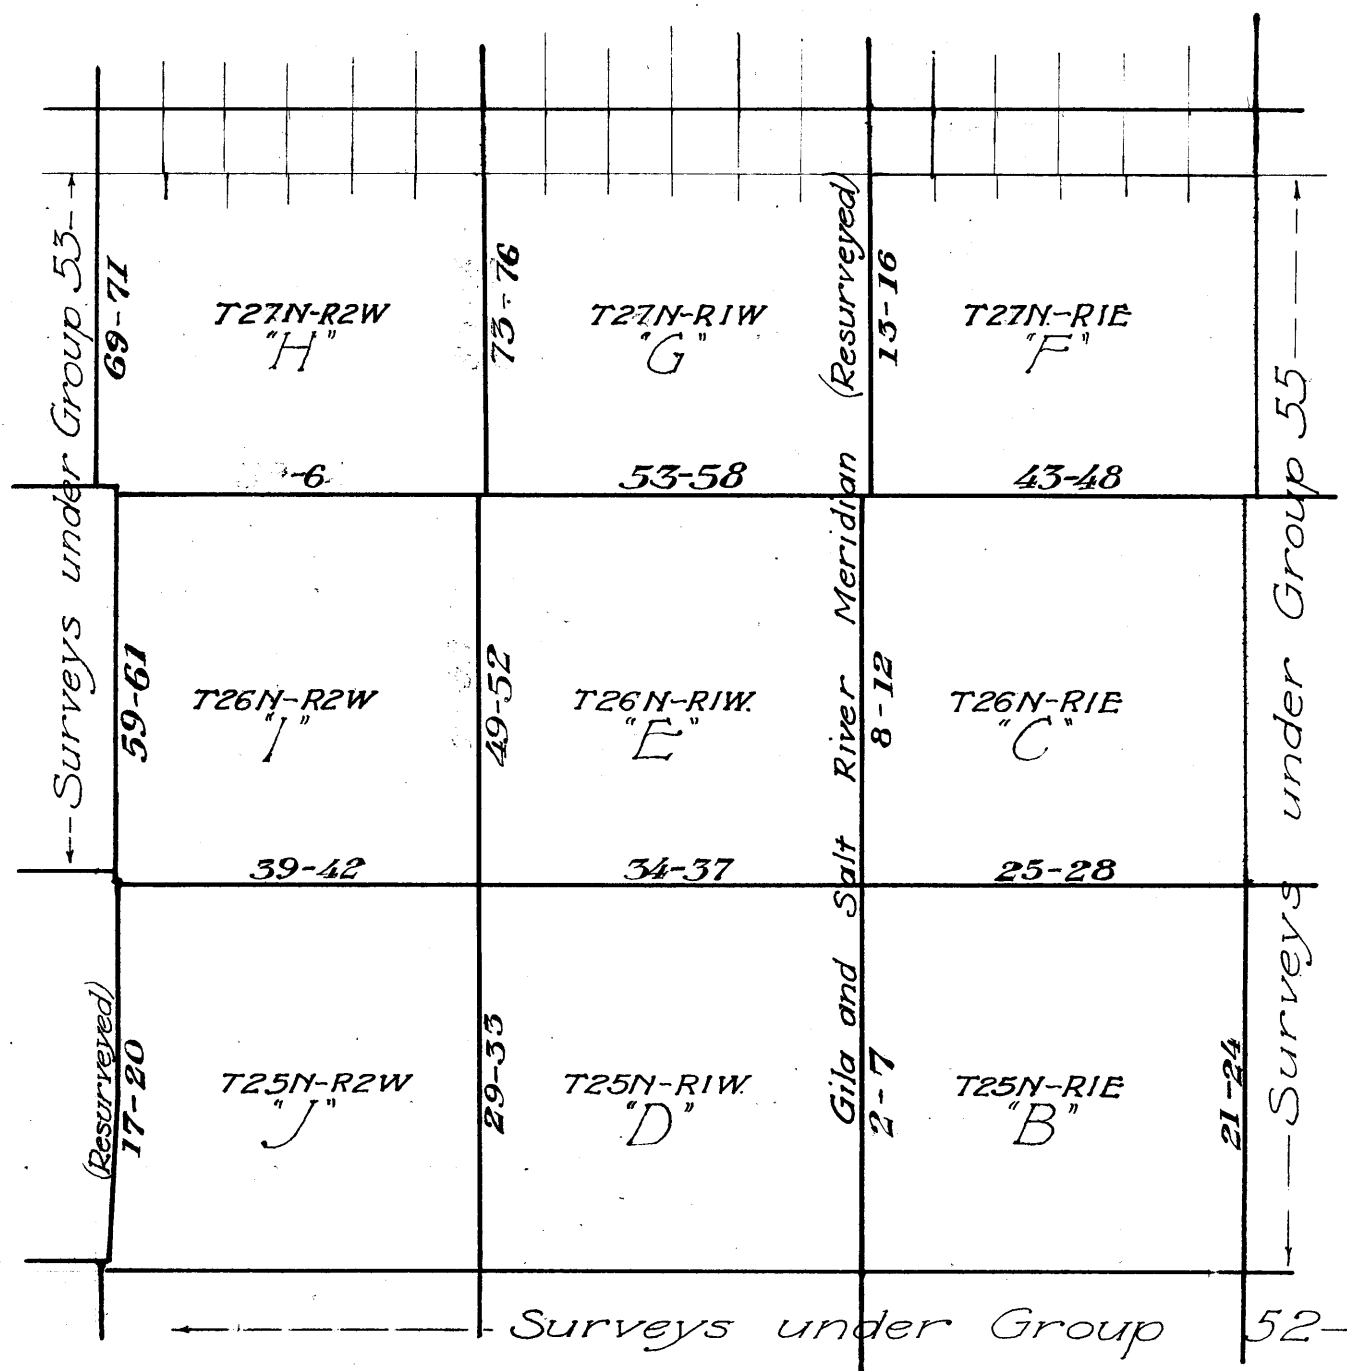 T27N-R2W
"H"
T27N-R1W
"G"
T27N-R1E
"F"
69-71
73-76
13-16
-6
53-58
43-48
T26N-R2W
"I"
T26N-R1W.
"E"
T26N-R1E
"C"
59-61
49-52
8-12
39-42
34-37
25-28
T25N-R2W
"J"
T25N-R1W.
"D"
T25N-R1E
"B"
(Resurveyed)
17-20
29-33
2-7
21-24
Gila and Salt River Meridian (Resurveyed)
Surveys under Group 53
Surveys under Group 55
Surveys under Group 52